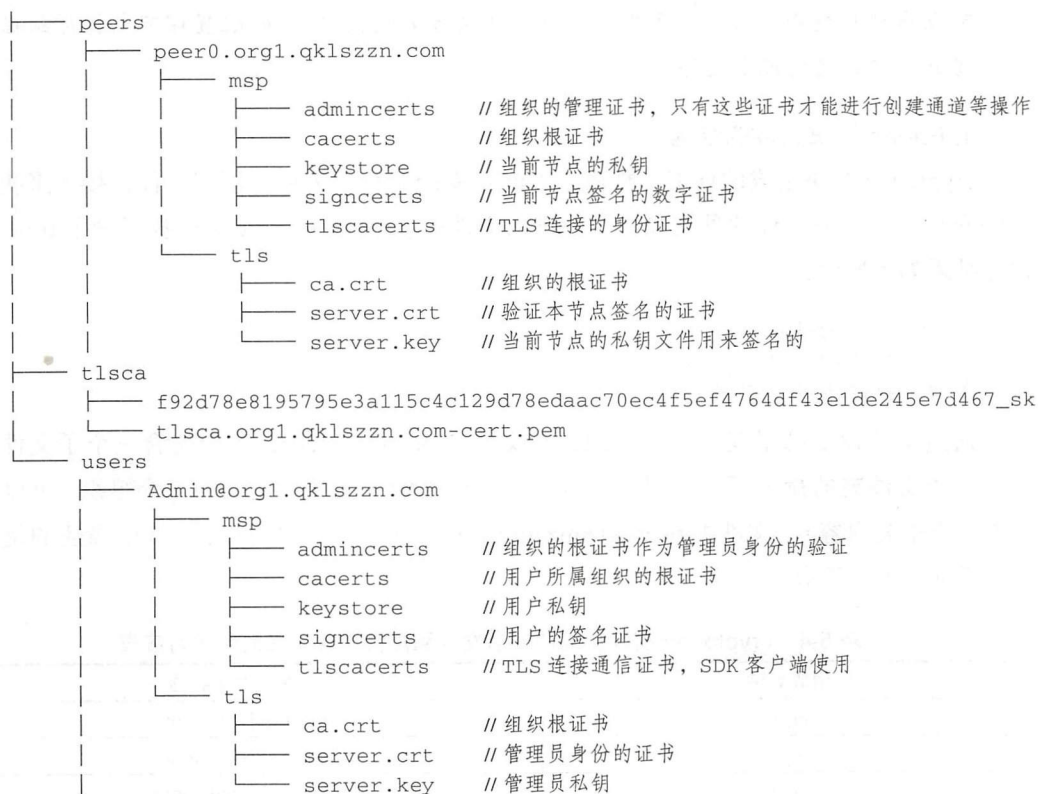 ├── peers
│   ├── peer0.org1.qklszzn.com
│   │   ├── msp
│   │   │   ├── admincerts // 组织的管理证书，只有这些证书才能进行创建通道等操作
│   │   │   ├── cacerts // 组织根证书
│   │   │   ├── keystore // 当前节点的私钥
│   │   │   ├── signcerts // 当前节点签名的数字证书
│   │   │   └── tlscacerts // TLS 连接的身份证书
│   │   └── tls
│   │       ├── ca.crt // 组织的根证书
│   │       ├── server.crt // 验证本节点签名的证书
│   │       └── server.key // 当前节点的私钥文件用来签名的
├── tlsca
│   ├── f92d78e8195795e3a115c4c129d78edaac70ec4f5ef4764df43e1de245e7d467_sk
│   └── tlsca.org1.qklszzn.com-cert.pem
└── users
    ├── Admin@org1.qklszzn.com
    │   ├── msp
    │   │   ├── admincerts // 组织的根证书作为管理员身份的验证
    │   │   ├── cacerts // 用户所属组织的根证书
    │   │   ├── keystore // 用户私钥
    │   │   ├── signcerts // 用户的签名证书
    │   │   └── tlscacerts // TLS 连接通信证书，SDK 客户端使用
    │   └── tls
    │       ├── ca.crt // 组织根证书
    │       ├── server.crt // 管理员身份的证书
    │       └── server.key // 管理员私钥